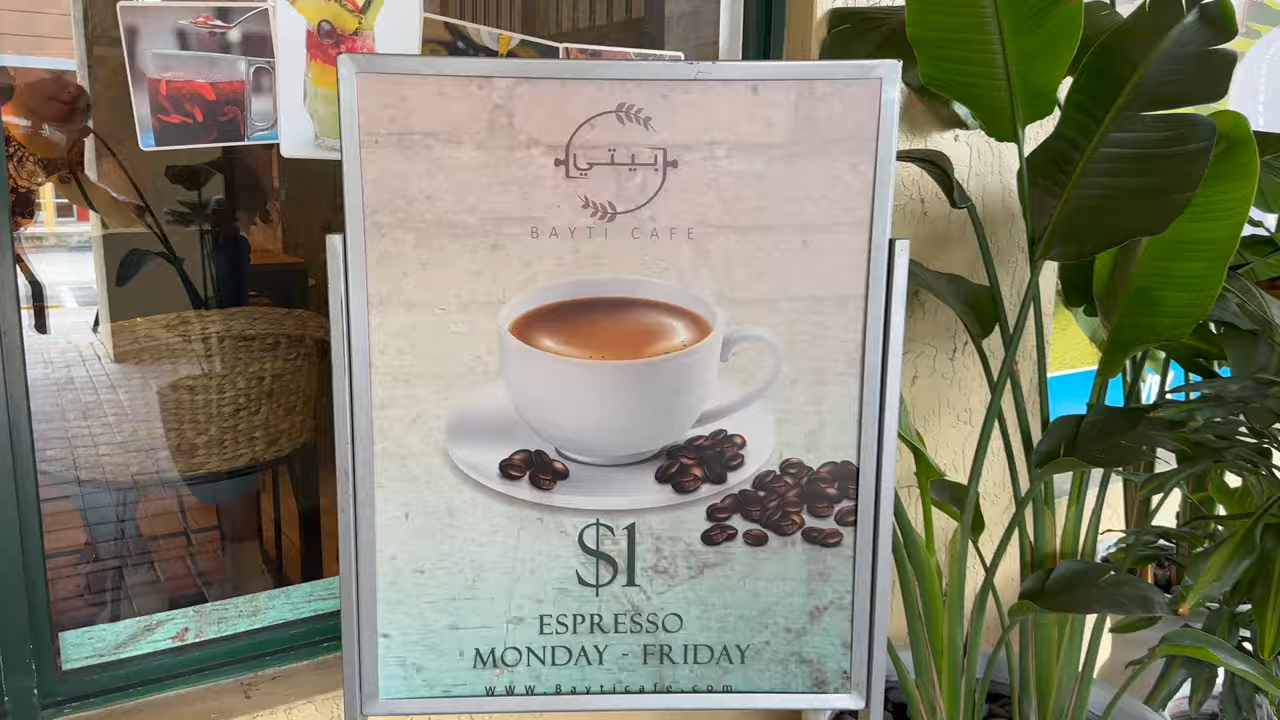 بيتي
BAYTI CAFE
$1
ESPRESSO
MONDAY - FRIDAY
www.Bayticafe.com